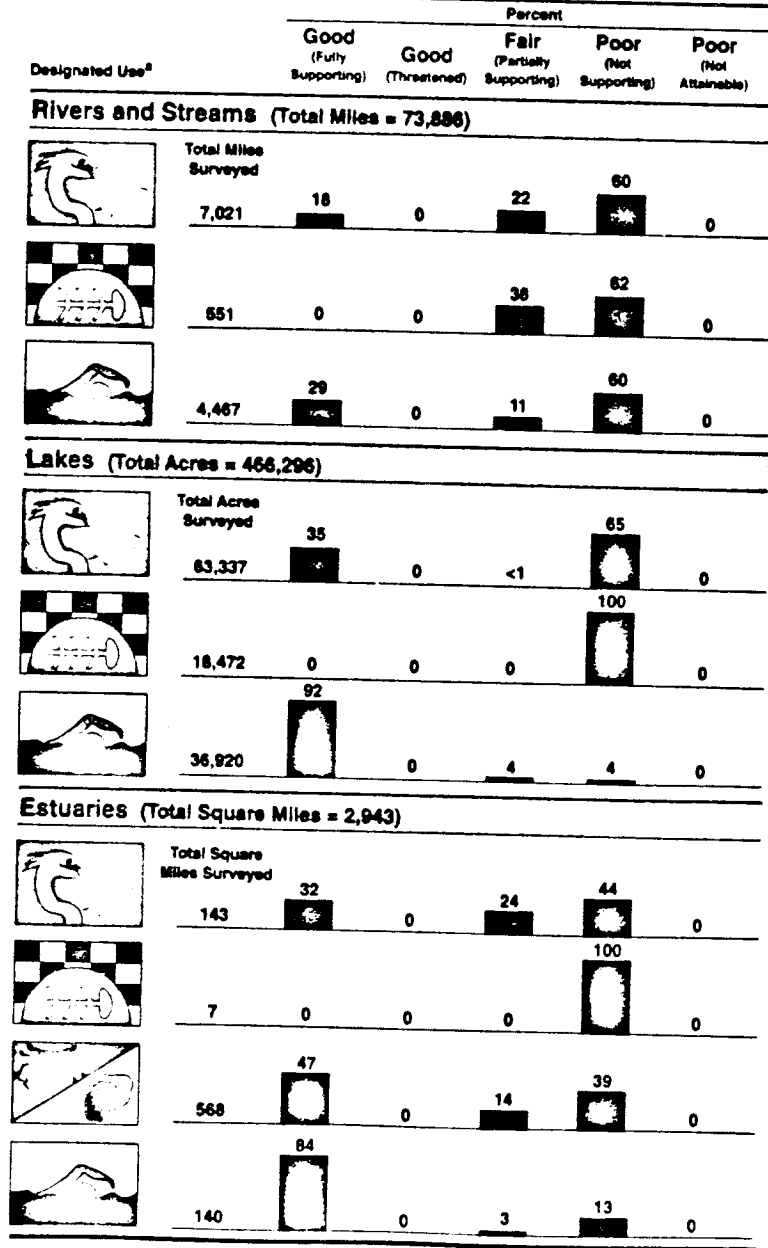 Percent
Designated Useª
Good (Fully Supporting)
Good (Threatened)
Fair (Partially Supporting)
Poor (Not Supporting)
Poor (Not Attainable)
Rivers and Streams (Total Miles = 73,886)
Total Miles Surveyed
7,021 18 0 22 60 0
551 0 0 38 62 0
4,467 29 0 11 60 0
Lakes (Total Acres = 466,296)
Total Acres Surveyed
63,337 35 0 <1 65 0
18,472 0 0 0 100 0
36,920 92 0 4 4 0
Estuaries (Total Square Miles = 2,943)
Total Square Miles Surveyed
143 32 0 24 44 0
7 0 0 0 100 0
568 47 0 14 39 0
140 84 0 3 13 0